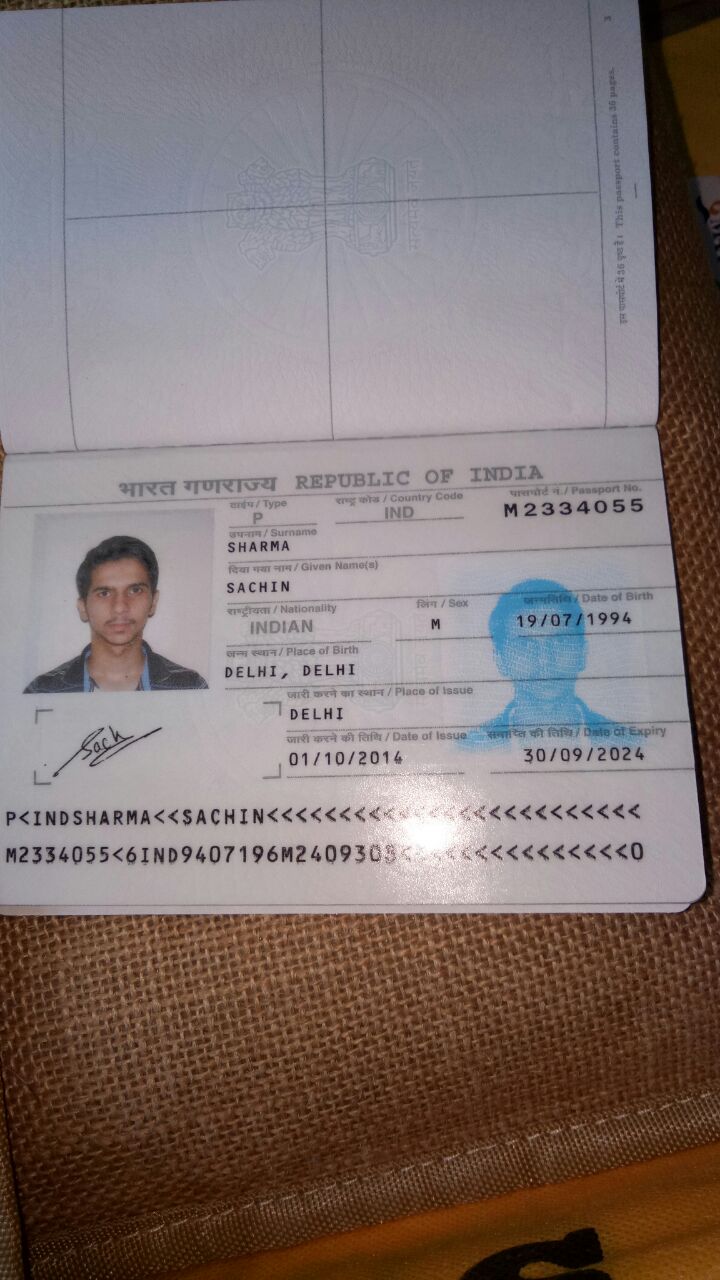 3
इस पासपोर्ट में 36 पृष्ठ है। This passport contains 36 pages.
भारत गणराज्य REPUBLIC OF INDIA
टाईप / Type राष्ट्र कोड / Country Code पासपोर्ट नं. / Passport No.
P IND M2334055
उपनाम / Surname
SHARMA
दिया गया नाम / Given Name(s)
SACHIN
राष्ट्रीयता / Nationality लिंग / Sex जन्मतिथि / Date of Birth
INDIAN M 19/07/1994
जन्म स्थान / Place of Birth
DELHI, DELHI
जारी करने का स्थान / Place of Issue
DELHI
जारी करने की तिथि / Date of Issue समाप्ति की तिथि / Date of Expiry
01/10/2014 30/09/2024
Sach
P<INDSHARMA<<SACHIN<<<<<<<<<<<<<<<<<<<<<<<<<
M2334055<6IND9407196M2409303<<<<<<<<<<<<<<<0